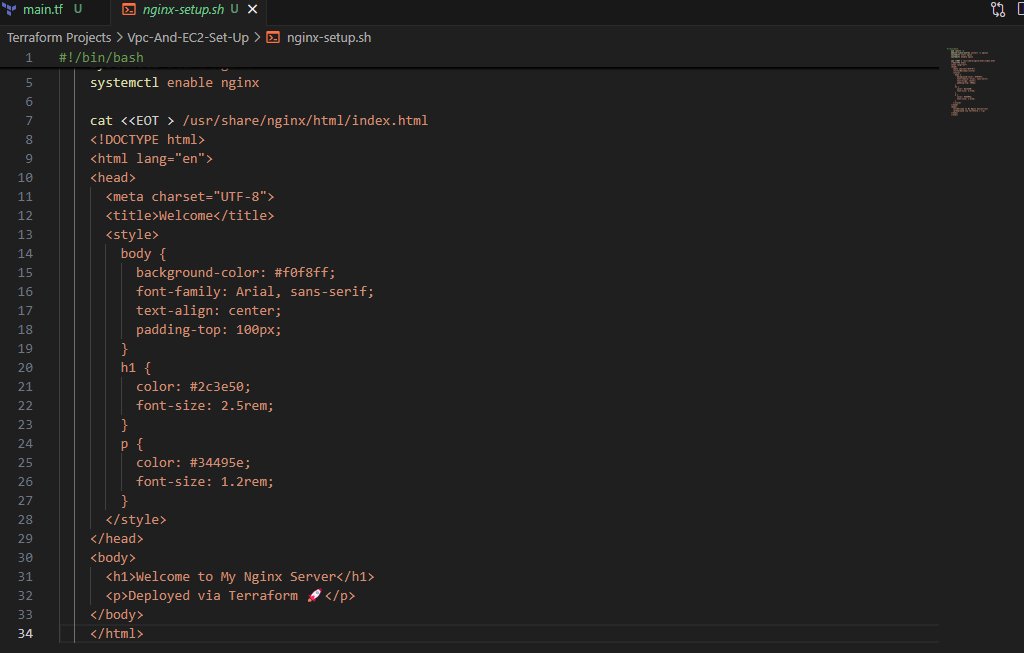 main.tf U nginx-setup.sh U
Terraform Projects > Vpc-And-EC2-Set-Up > nginx-setup.sh
1 #!/bin/bash
5 systemctl enable nginx
6
7 cat <<EOT > /usr/share/nginx/html/index.html
8 <!DOCTYPE html>
9 <html lang="en">
10 <head>
11 <meta charset="UTF-8">
12 <title>Welcome</title>
13 <style>
14 body {
15 background-color: #f0f8ff;
16 font-family: Arial, sans-serif;
17 text-align: center;
18 padding-top: 100px;
19 }
20 h1 {
21 color: #2c3e50;
22 font-size: 2.5rem;
23 }
24 p {
25 color: #34495e;
26 font-size: 1.2rem;
27 }
28 </style>
29 </head>
30 <body>
31 <h1>Welcome to My Nginx Server</h1>
32 <p>Deployed via Terraform 🚀</p>
33 </body>
34 </html>